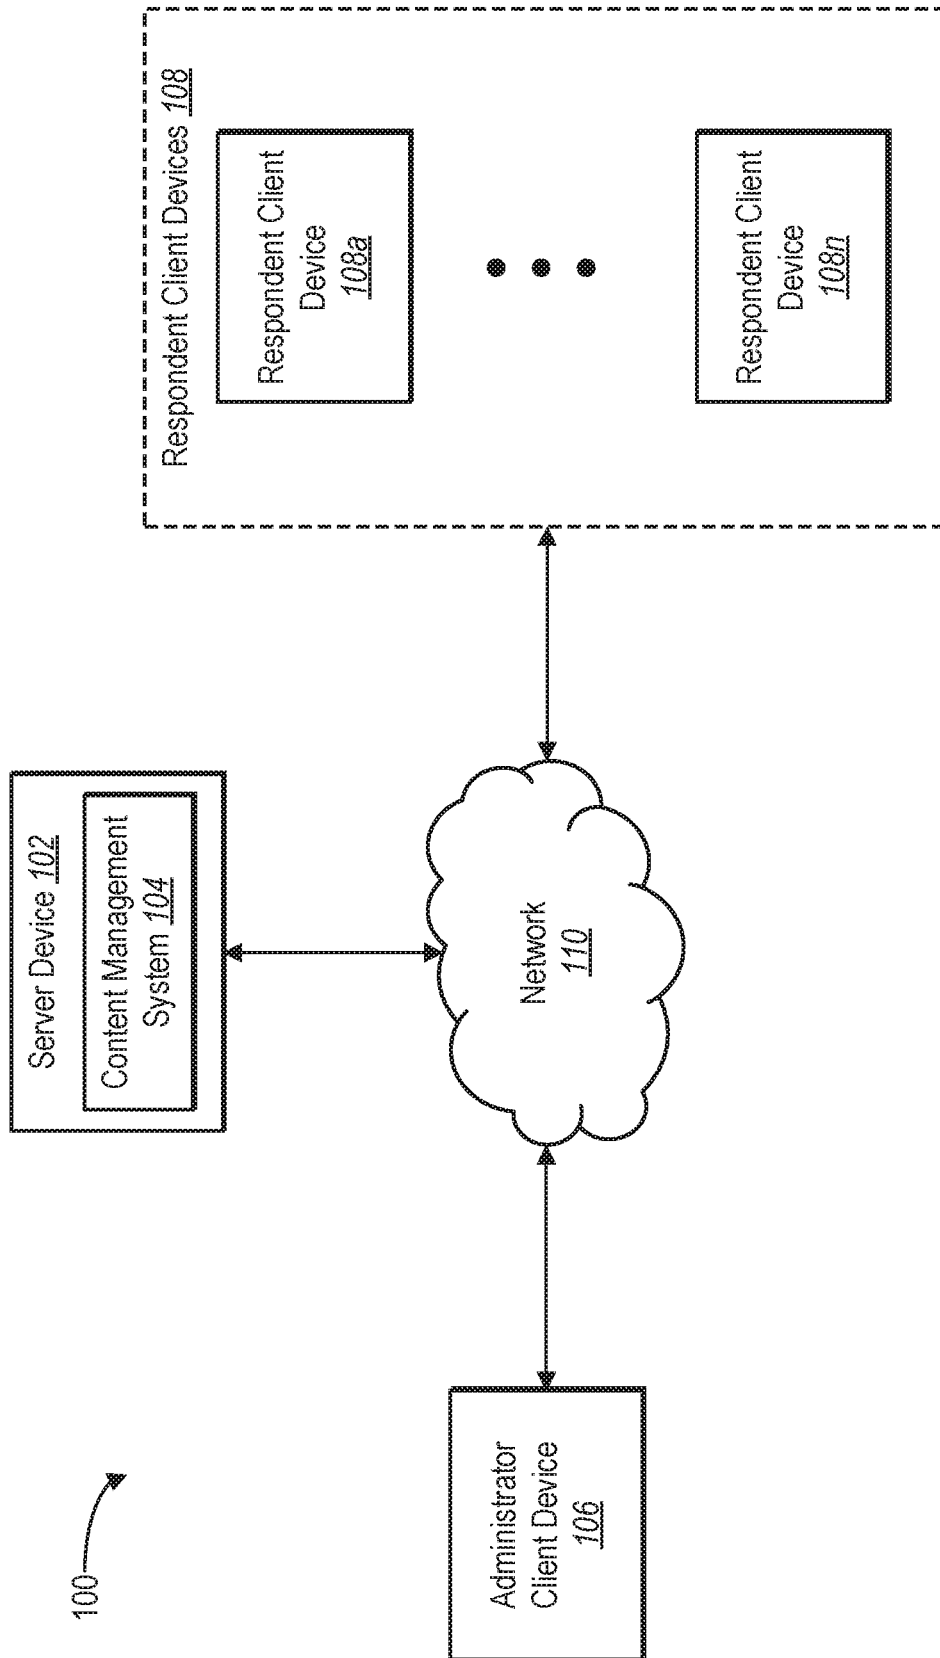 100
Server Device 102
Content Management
System 104
Administrator
Client Device
106
Network
110
Respondent Client Devices 108
Respondent Client
Device
108a
Respondent Client
Device
108n